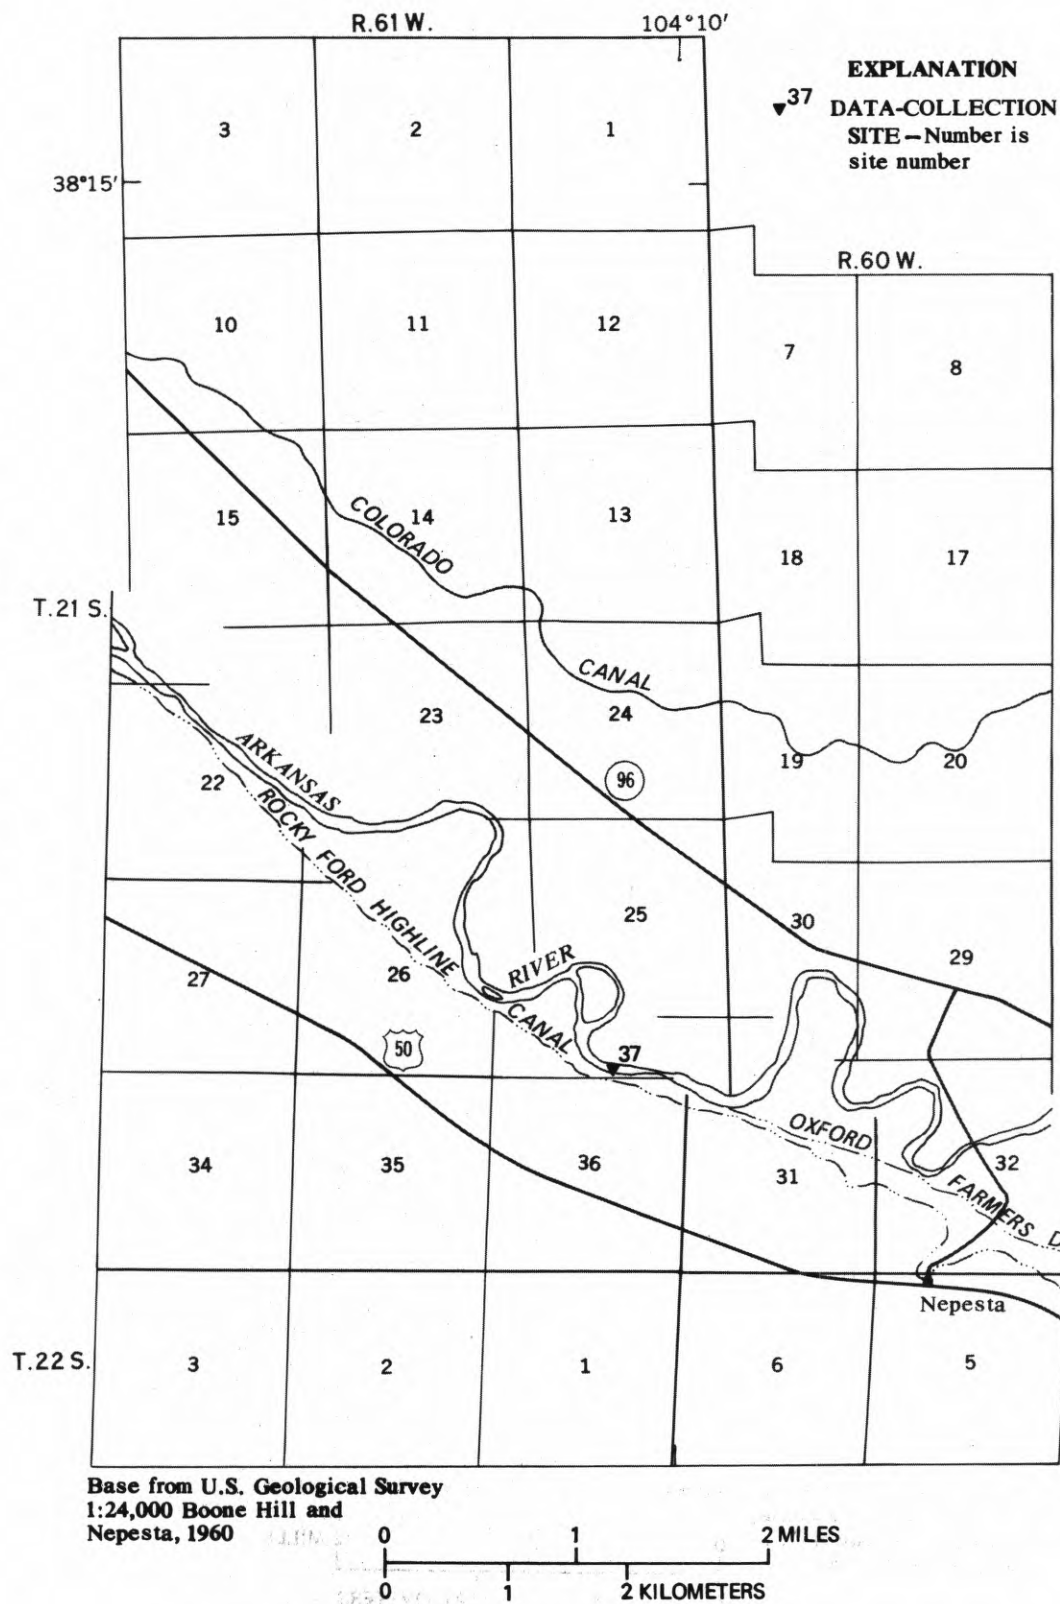 R.61 W.
104°10'
EXPLANATION
37 DATA-COLLECTION
SITE—Number is
site number
3
2
1
38°15'
R.60 W.
10
11
12
7
8
15
COLORADO
14
13
18
17
T.21 S.
CANAL
23
24
19
20
22
ARKANSAS
96
ROCKY FORD HIGHLINE
25
30
29
27
26
RIVER
CANAL
50
37
OXFORD
34
35
36
31
32
FARMERS D
Nepesta
T.22 S.
3
2
1
6
5
Base from U.S. Geological Survey
1:24,000 Boone Hill and
Nepesta, 1960
0 1 2 MILES
0 1 2 KILOMETERS